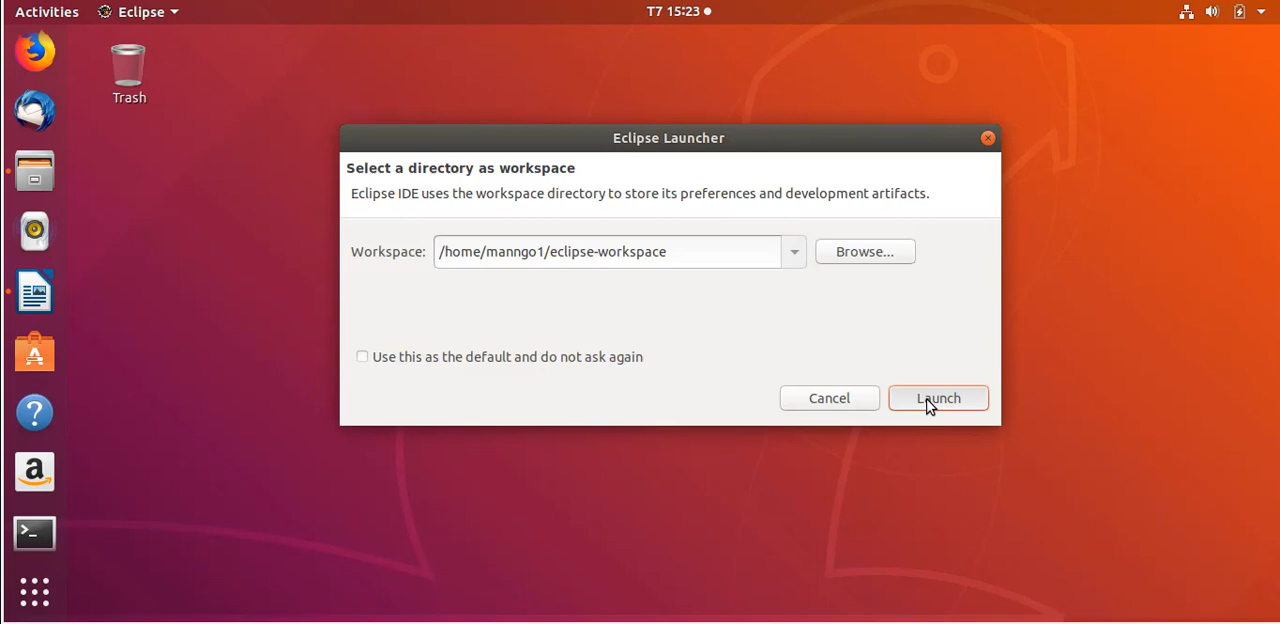 Activities Eclipse T7 15:23
Trash
Eclipse Launcher
Select a directory as workspace
Eclipse IDE uses the workspace directory to store its preferences and development artifacts.
Workspace: /home/manngo1/eclipse-workspace Browse...
Use this as the default and do not ask again
Cancel Launch